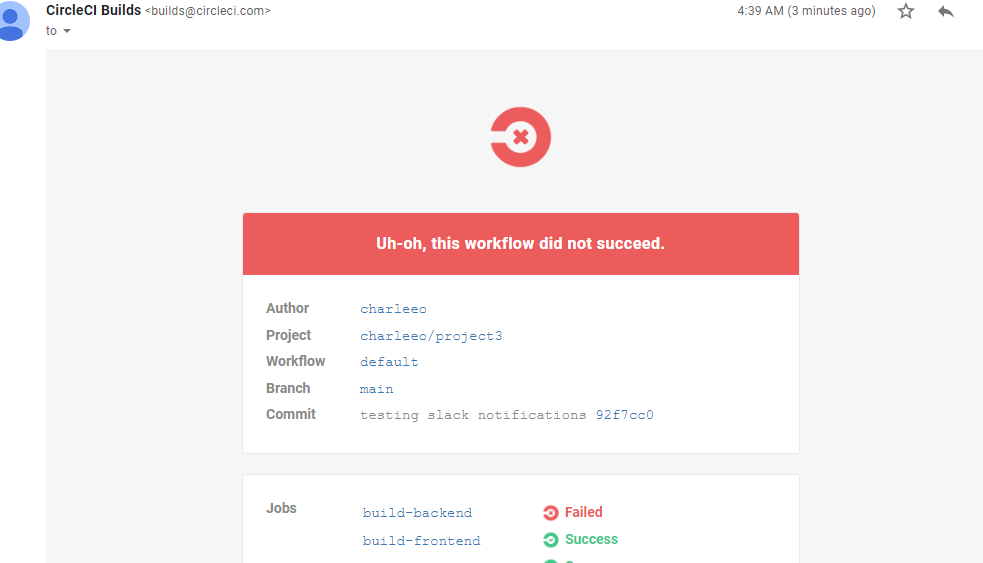 CircleCI Builds <builds@circleci.com> 4:39 AM (3 minutes ago)
to
Uh-oh, this workflow did not succeed.
Author charleeo
Project charleeo/project3
Workflow default
Branch main
Commit testing slack notifications 92f7cc0
Jobs build-backend Failed
build-frontend Success